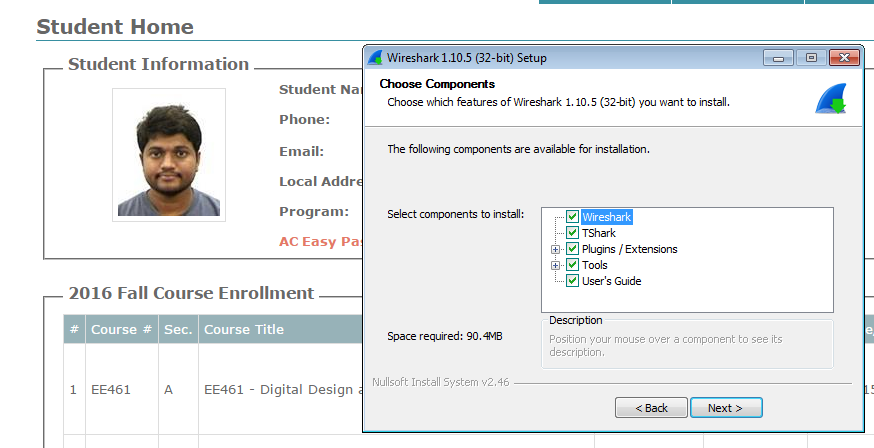 Student Home
Student Information
Student Na
Phone:
Email:
Local Addre
Program:
AC Easy Pa
2016 Fall Course Enrollment
# Course # Sec. Course Title
1 EE461 A EE461 - Digital Design a
Wireshark 1.10.5 (32-bit) Setup
Choose Components
Choose which features of Wireshark 1.10.5 (32-bit) you want to install.
The following components are available for installation.
Select components to install:
Wireshark
TShark
Plugins / Extensions
Tools
User's Guide
Space required: 90.4MB
Description
Position your mouse over a component to see its
description.
Nullsoft Install System v2.46
< Back Next >